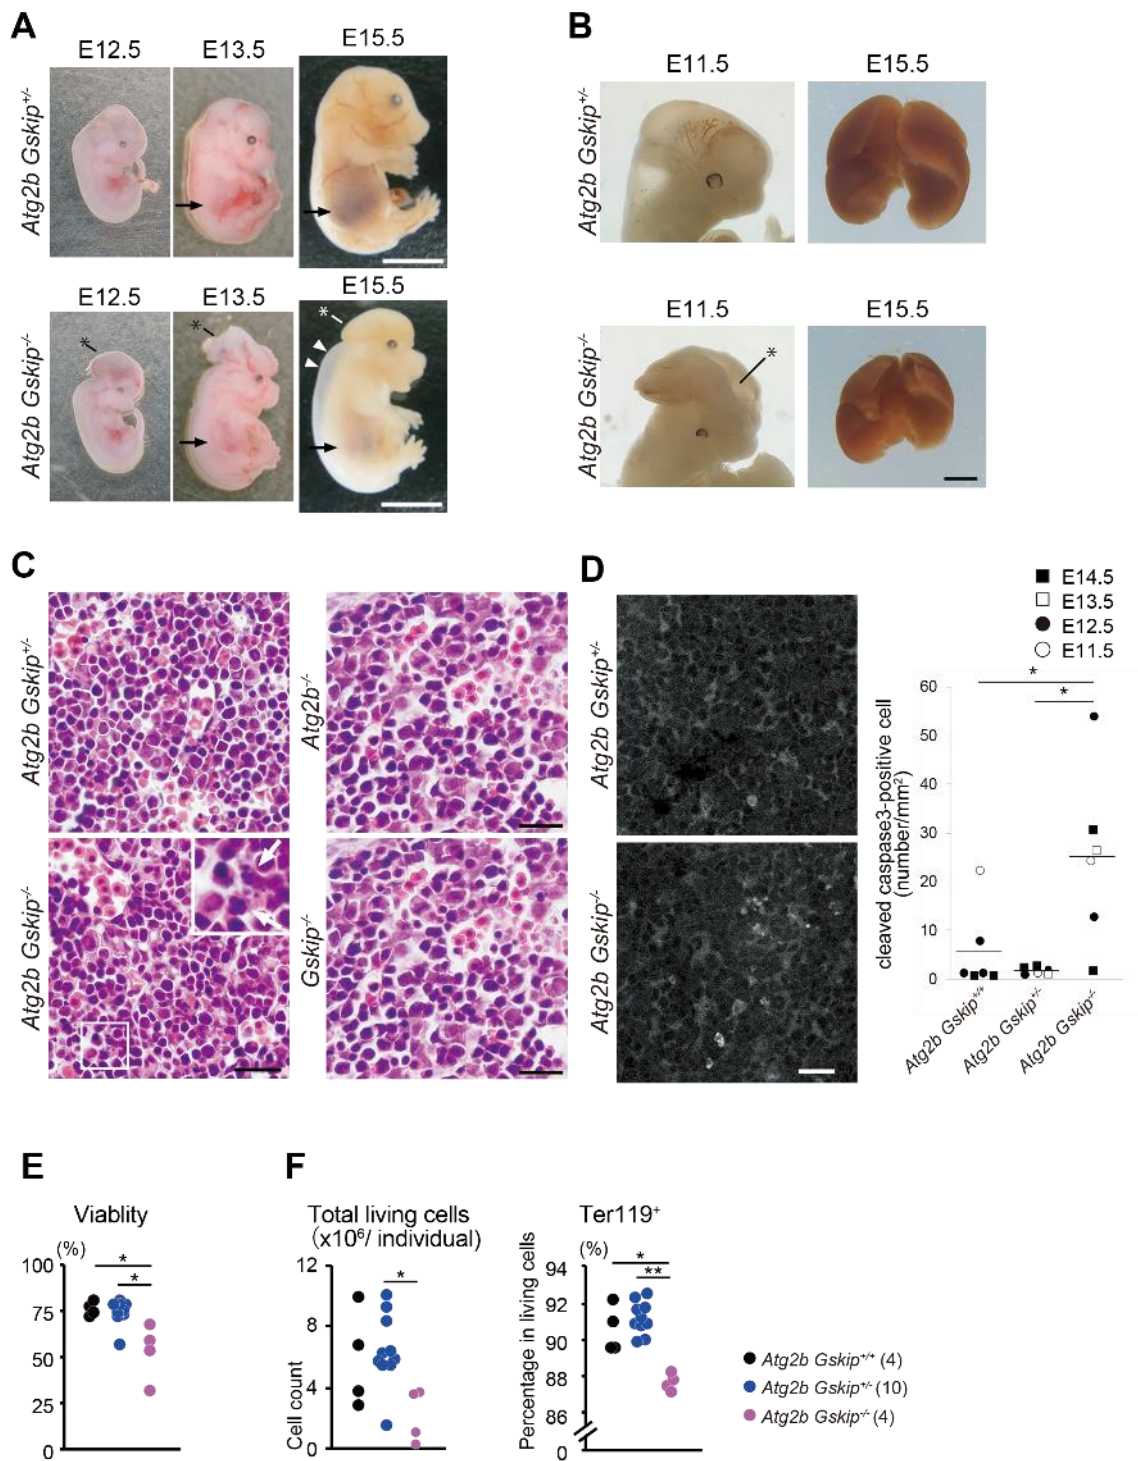 A
B
E12.5
E13.5
E15.5
E11.5
E15.5
Atg2b Gskip+/-
Atg2b Gskip+/-
E12.5
E13.5
E15.5
E11.5
E15.5
*
*
*
*
Atg2b Gskip-/-
Atg2b Gskip-/-
C
D
Atg2b Gskip+/-
Atg2b-/-
Atg2b Gskip+/-
Atg2b Gskip-/-
Gskip-/-
Atg2b Gskip-/-
E14.5
E13.5
E12.5
E11.5
*
*
cleaved caspase3-positive cell
(number/mm2)
60
50
40
30
20
10
0
Atg2b Gskip+/+
Atg2b Gskip+/-
Atg2b Gskip-/-
E
Viablity
(%)
100
75
50
25
0
*
*
F
Total living cells
(x10⁶/ individual)
Cell count
12
8
4
0
*
Ter119+
(%)
Percentage in living cells
94
92
90
88
86
0
*
**
Atg2b Gskip+/+ (4)
Atg2b Gskip+/- (10)
Atg2b Gskip-/- (4)